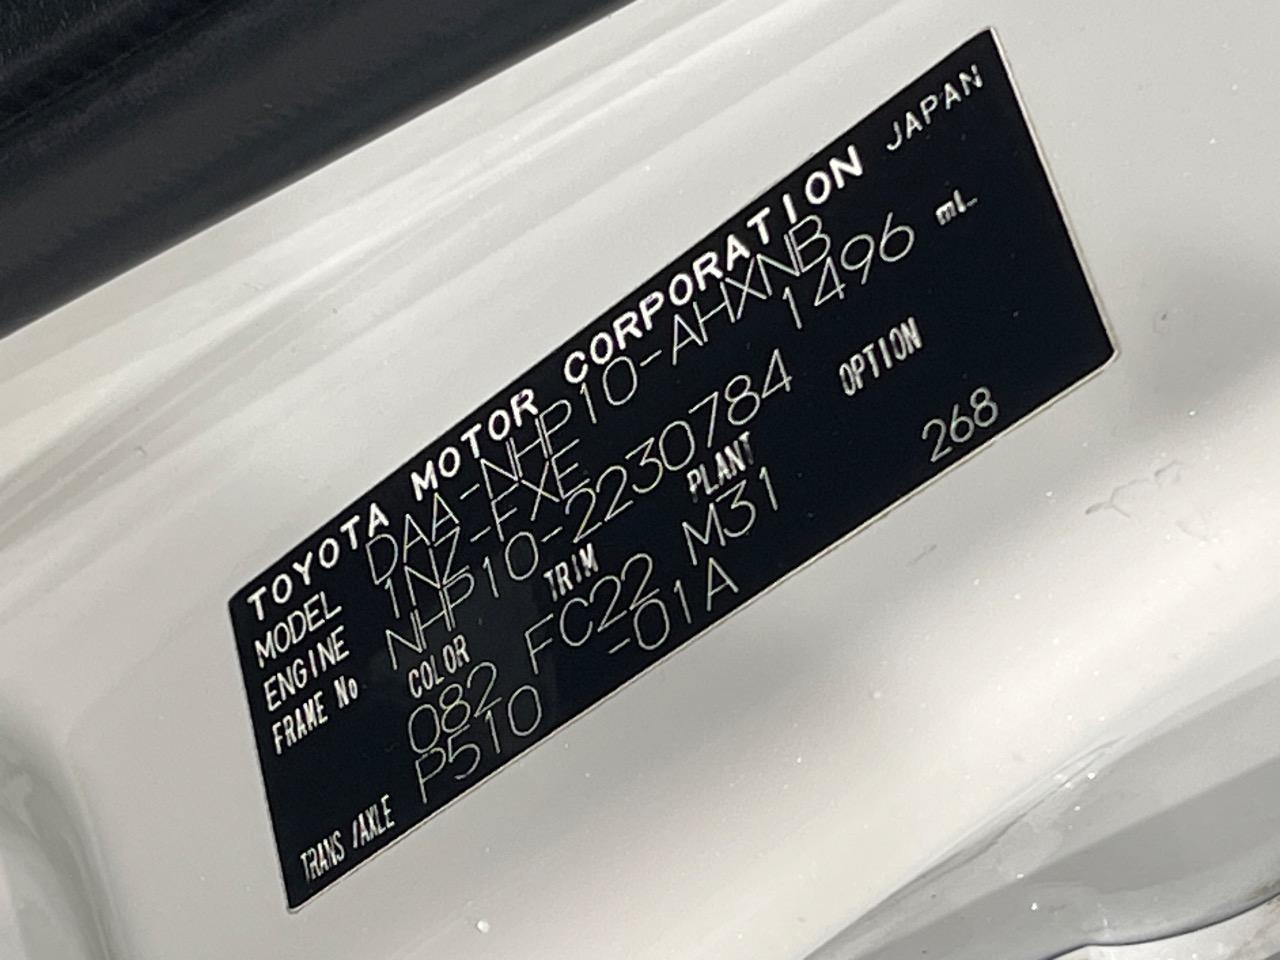 TOYOTA MOTOR CORPORATION JAPAN
MODEL DAA-NHP10-AHXNB
ENGINE 1NZ-FXE 1496 mL
FRAME No NHP10-2230784
COLOR TRIM PLANT OPTION
082 FC22 M31 268
TRANS/AXLE P510 -01A